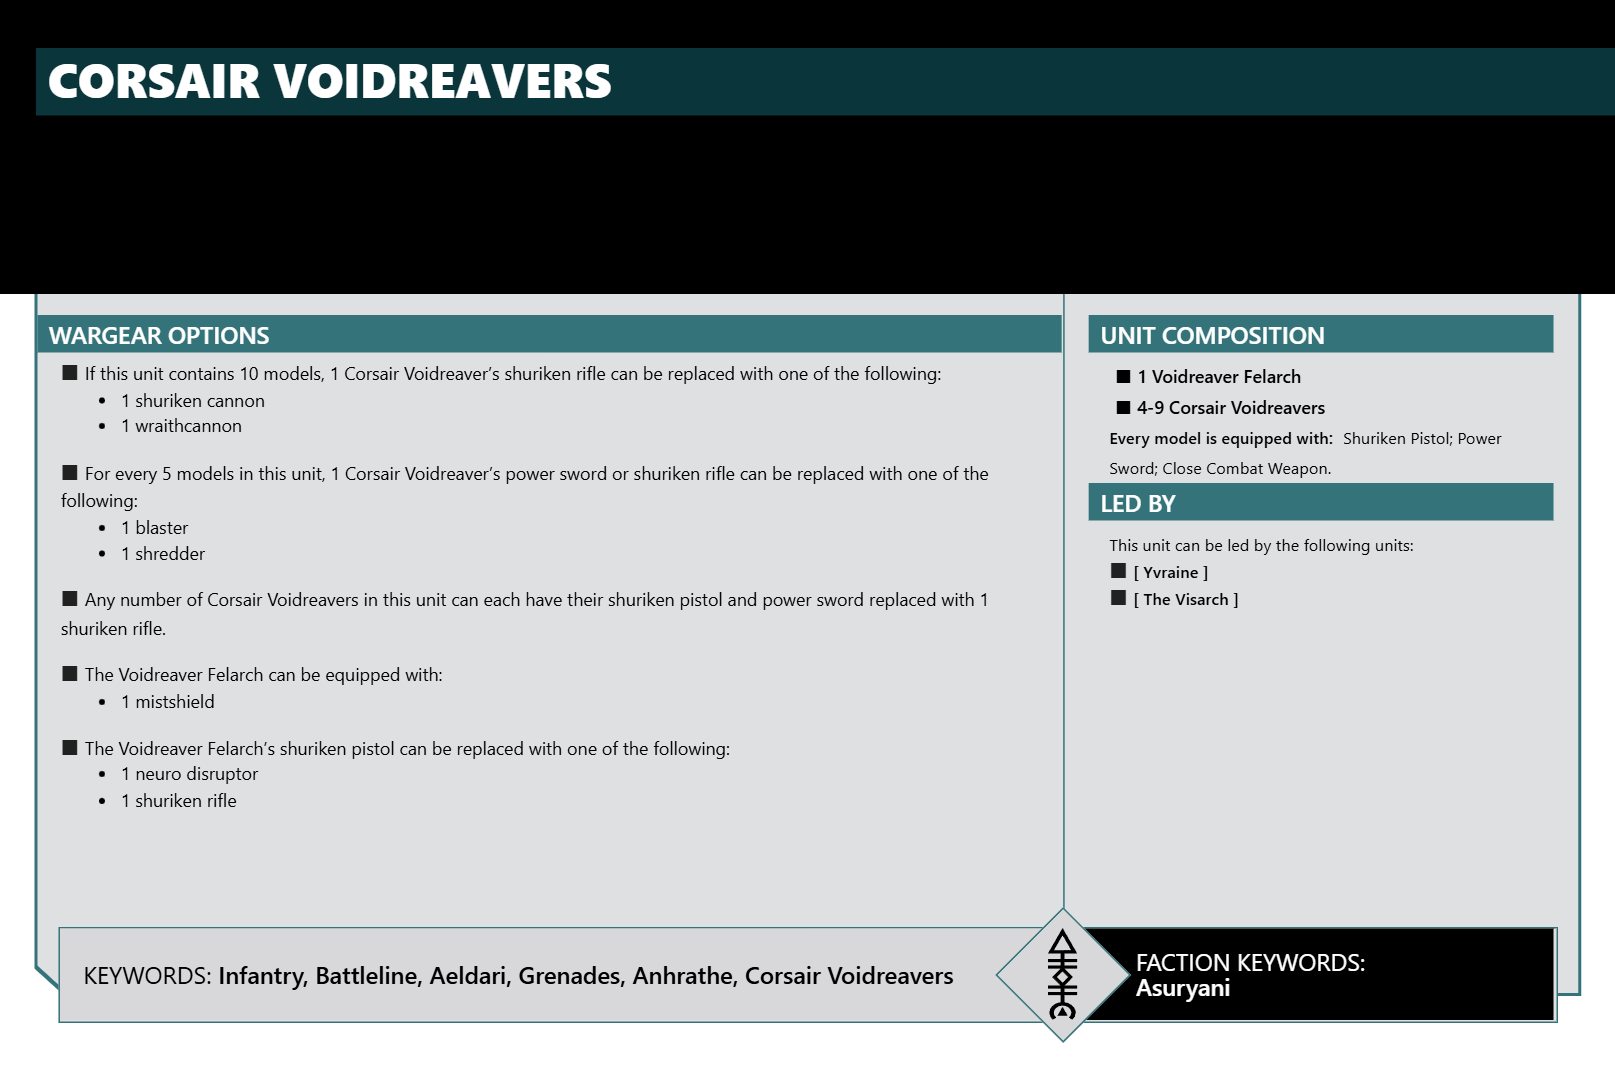 CORSAIR VOIDREAVERS
WARGEAR OPTIONS
■ If this unit contains 10 models, 1 Corsair Voidreaver’s shuriken rifle can be replaced with one of the following:
• 1 shuriken cannon
• 1 wraithcannon
■ For every 5 models in this unit, 1 Corsair Voidreaver’s power sword or shuriken rifle can be replaced with one of the
following:
• 1 blaster
• 1 shredder
■ Any number of Corsair Voidreavers in this unit can each have their shuriken pistol and power sword replaced with 1
shuriken rifle.
■ The Voidreaver Felarch can be equipped with:
• 1 mistshield
■ The Voidreaver Felarch’s shuriken pistol can be replaced with one of the following:
• 1 neuro disruptor
• 1 shuriken rifle
UNIT COMPOSITION
■ 1 Voidreaver Felarch
■ 4-9 Corsair Voidreavers
Every model is equipped with: Shuriken Pistol; Power
Sword; Close Combat Weapon.
LED BY
This unit can be led by the following units:
■ [ Yvraine ]
■ [ The Visarch ]
KEYWORDS: Infantry, Battleline, Aeldari, Grenades, Anhrathe, Corsair Voidreavers
FACTION KEYWORDS:
Asuryani